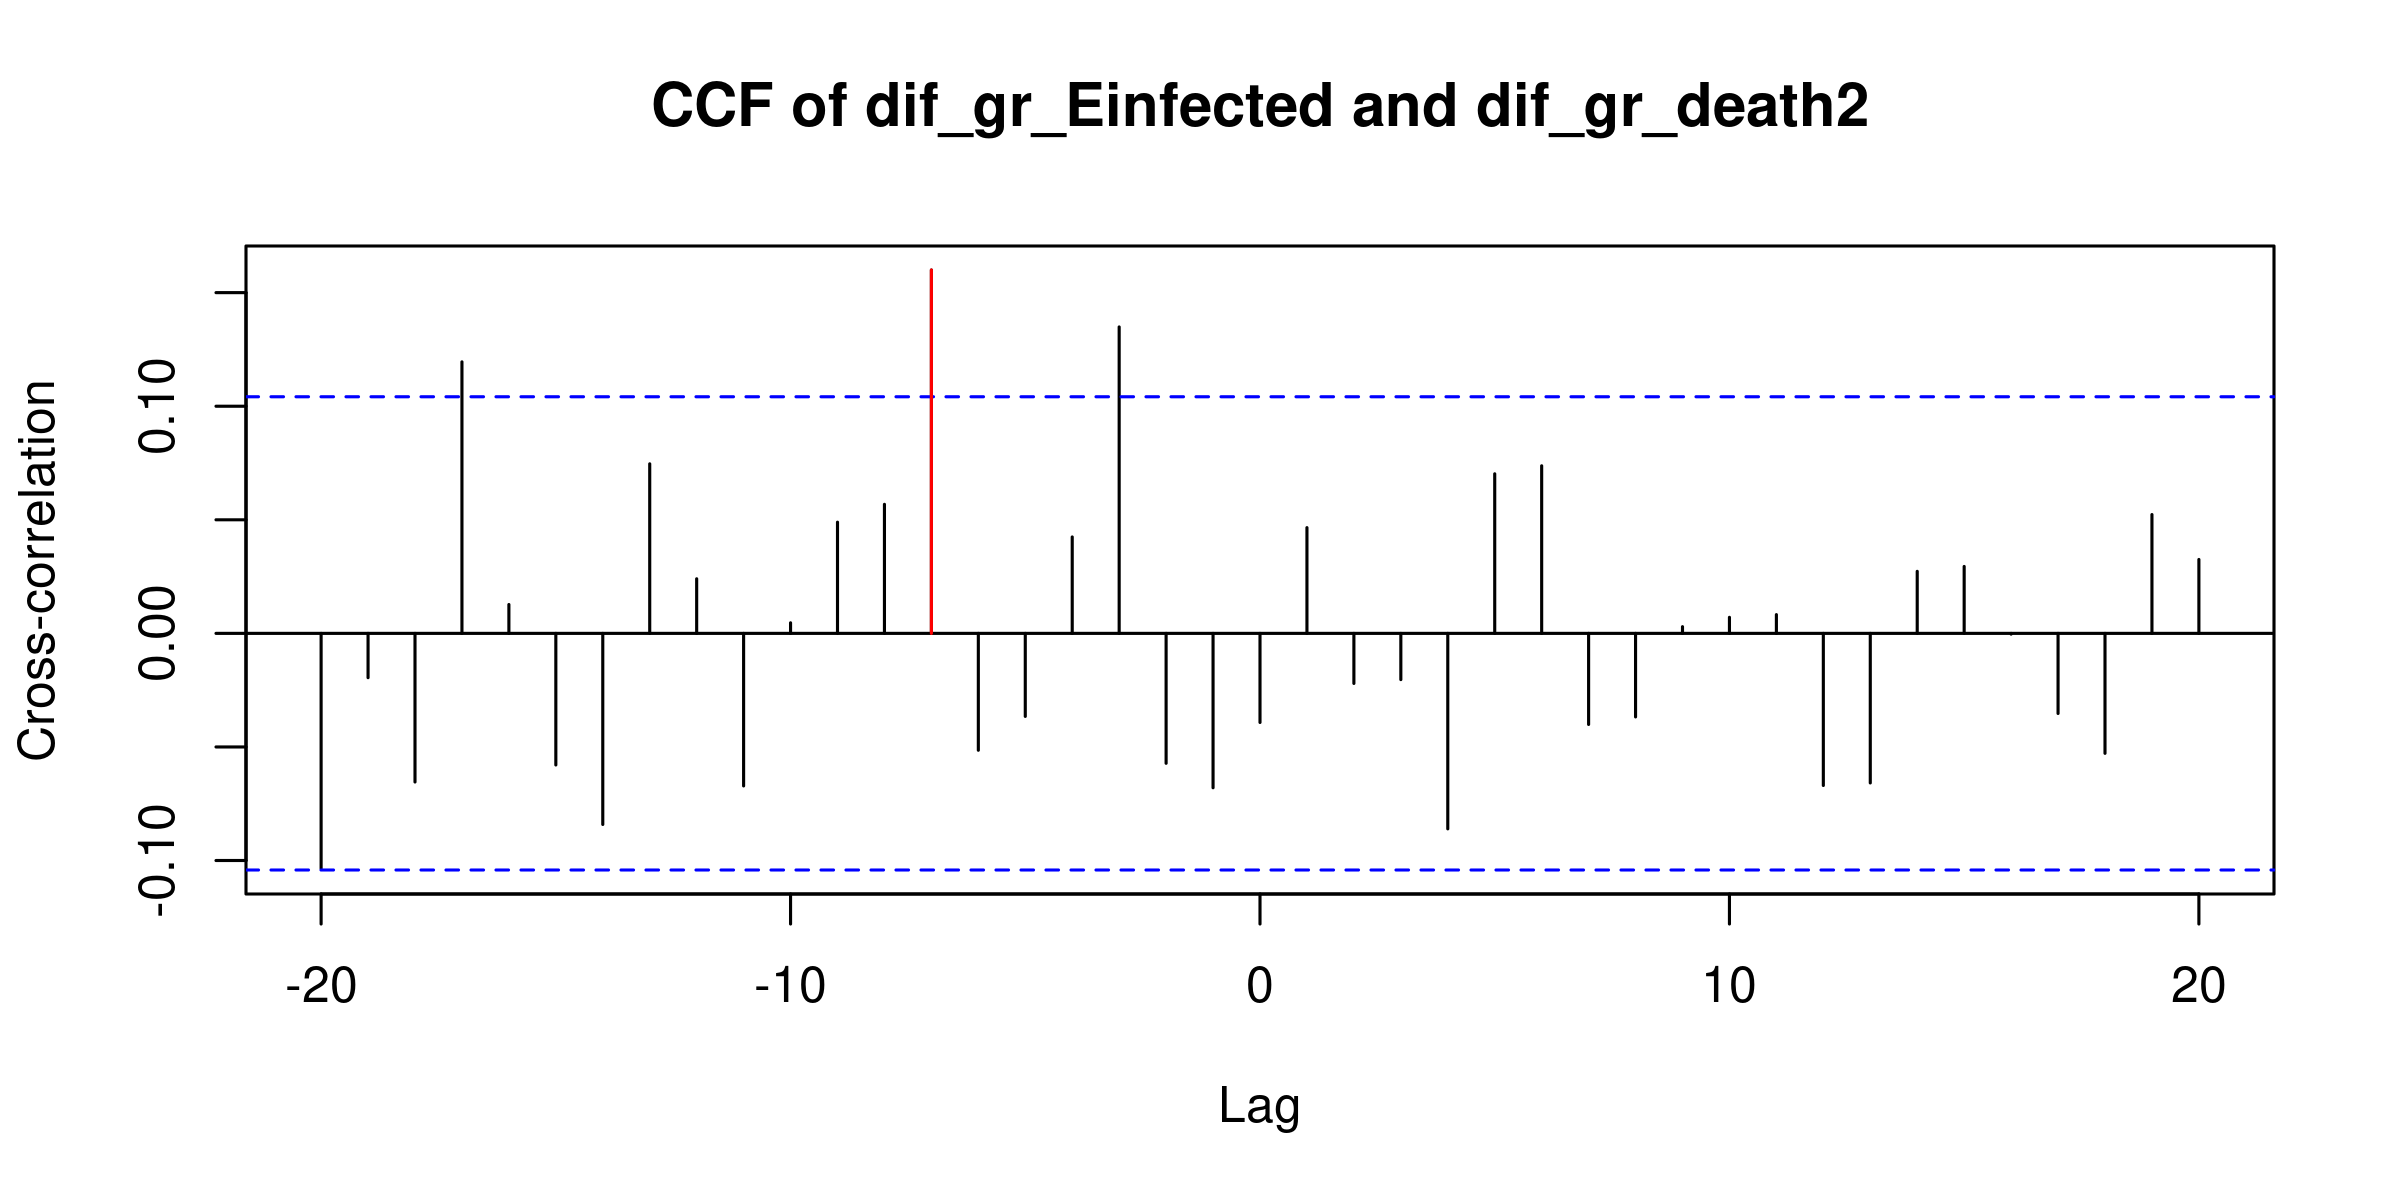 CCF of dif_gr_Einfected and dif_gr_death2
Cross-correlation
0.10
0.00
-0.10
-20 -10 0 10 20
Lag